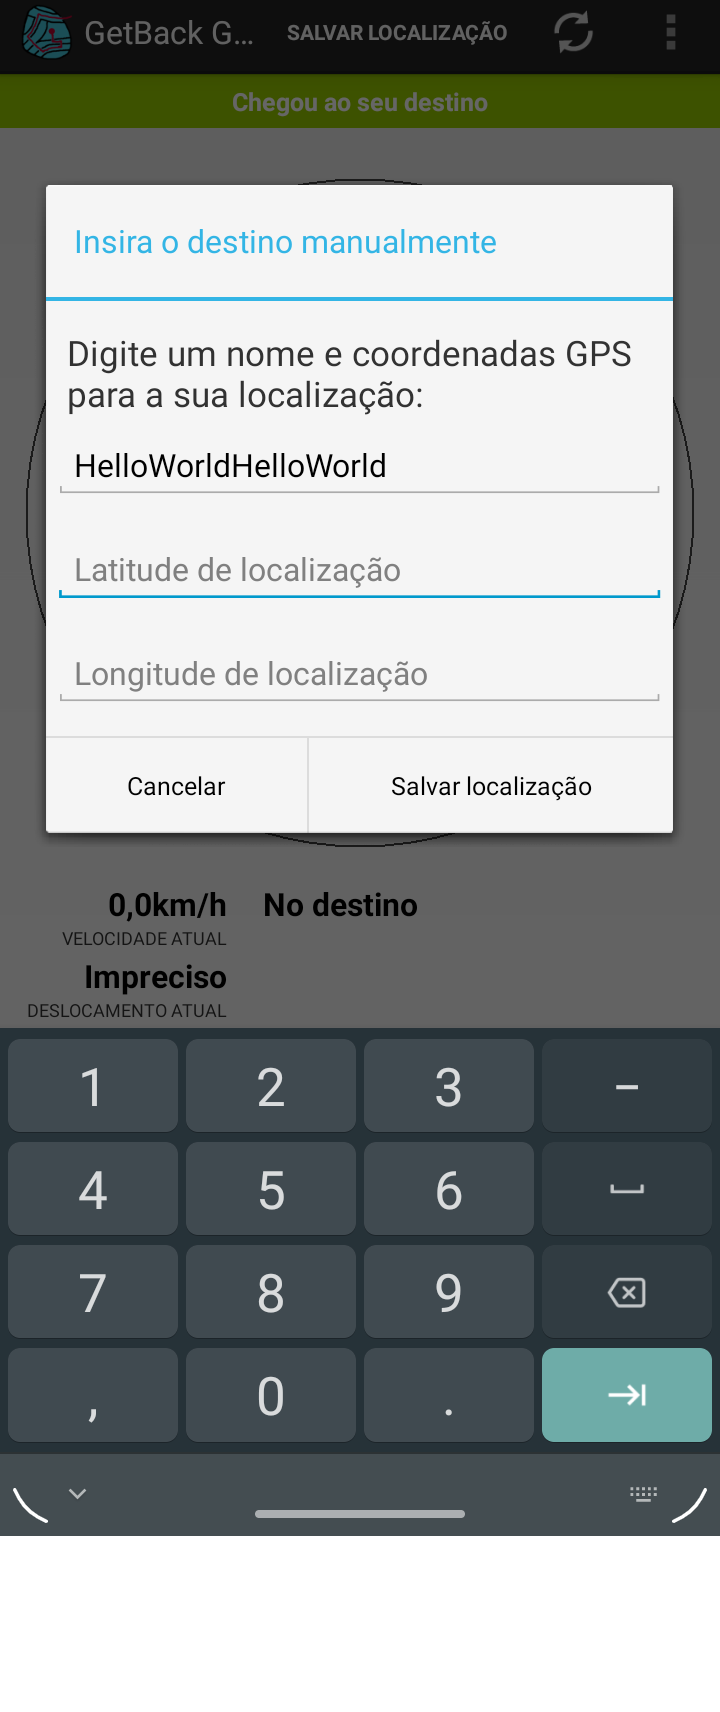 GetBack G... SALVAR LOCALIZAÇÃO
Chegou ao seu destino
Insira o destino manualmente
Digite um nome e coordenadas GPS
para a sua localização:
HelloWorldHelloWorld
Latitude de localização
Longitude de localização
Cancelar Salvar localização
0,0km/h No destino
VELOCIDADE ATUAL
Impreciso
DESLOCAMENTO ATUAL
1 2 3 –
4 5 6
7 8 9
, 0 .